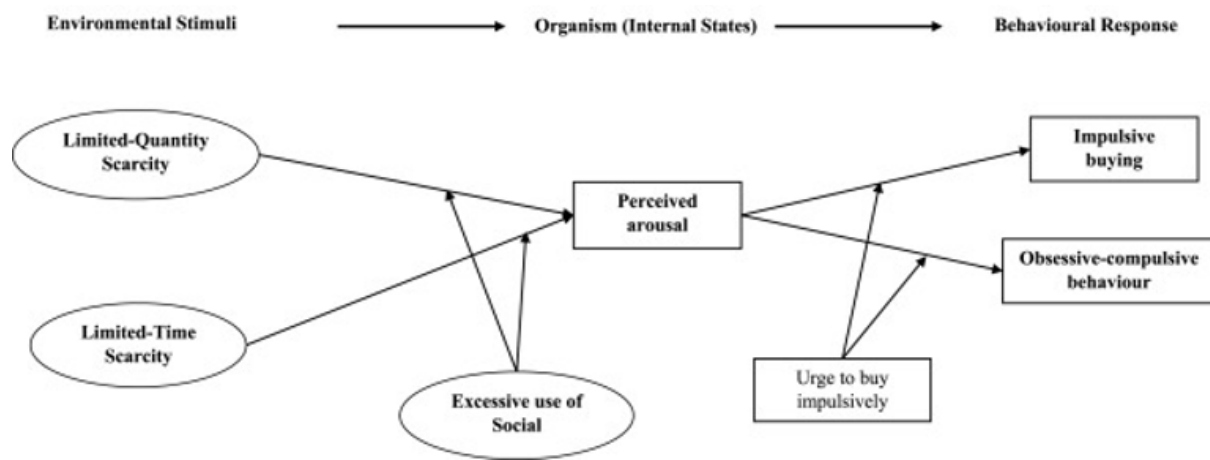 Environmental Stimuli
Organism (Internal States)
Behavioural Response
Limited-Quantity
Scarcity
Impulsive
buying
Perceived
arousal
Obsessive-compulsive
behaviour
Limited-Time
Scarcity
Excessive use of
Social
Urge to buy
impulsively